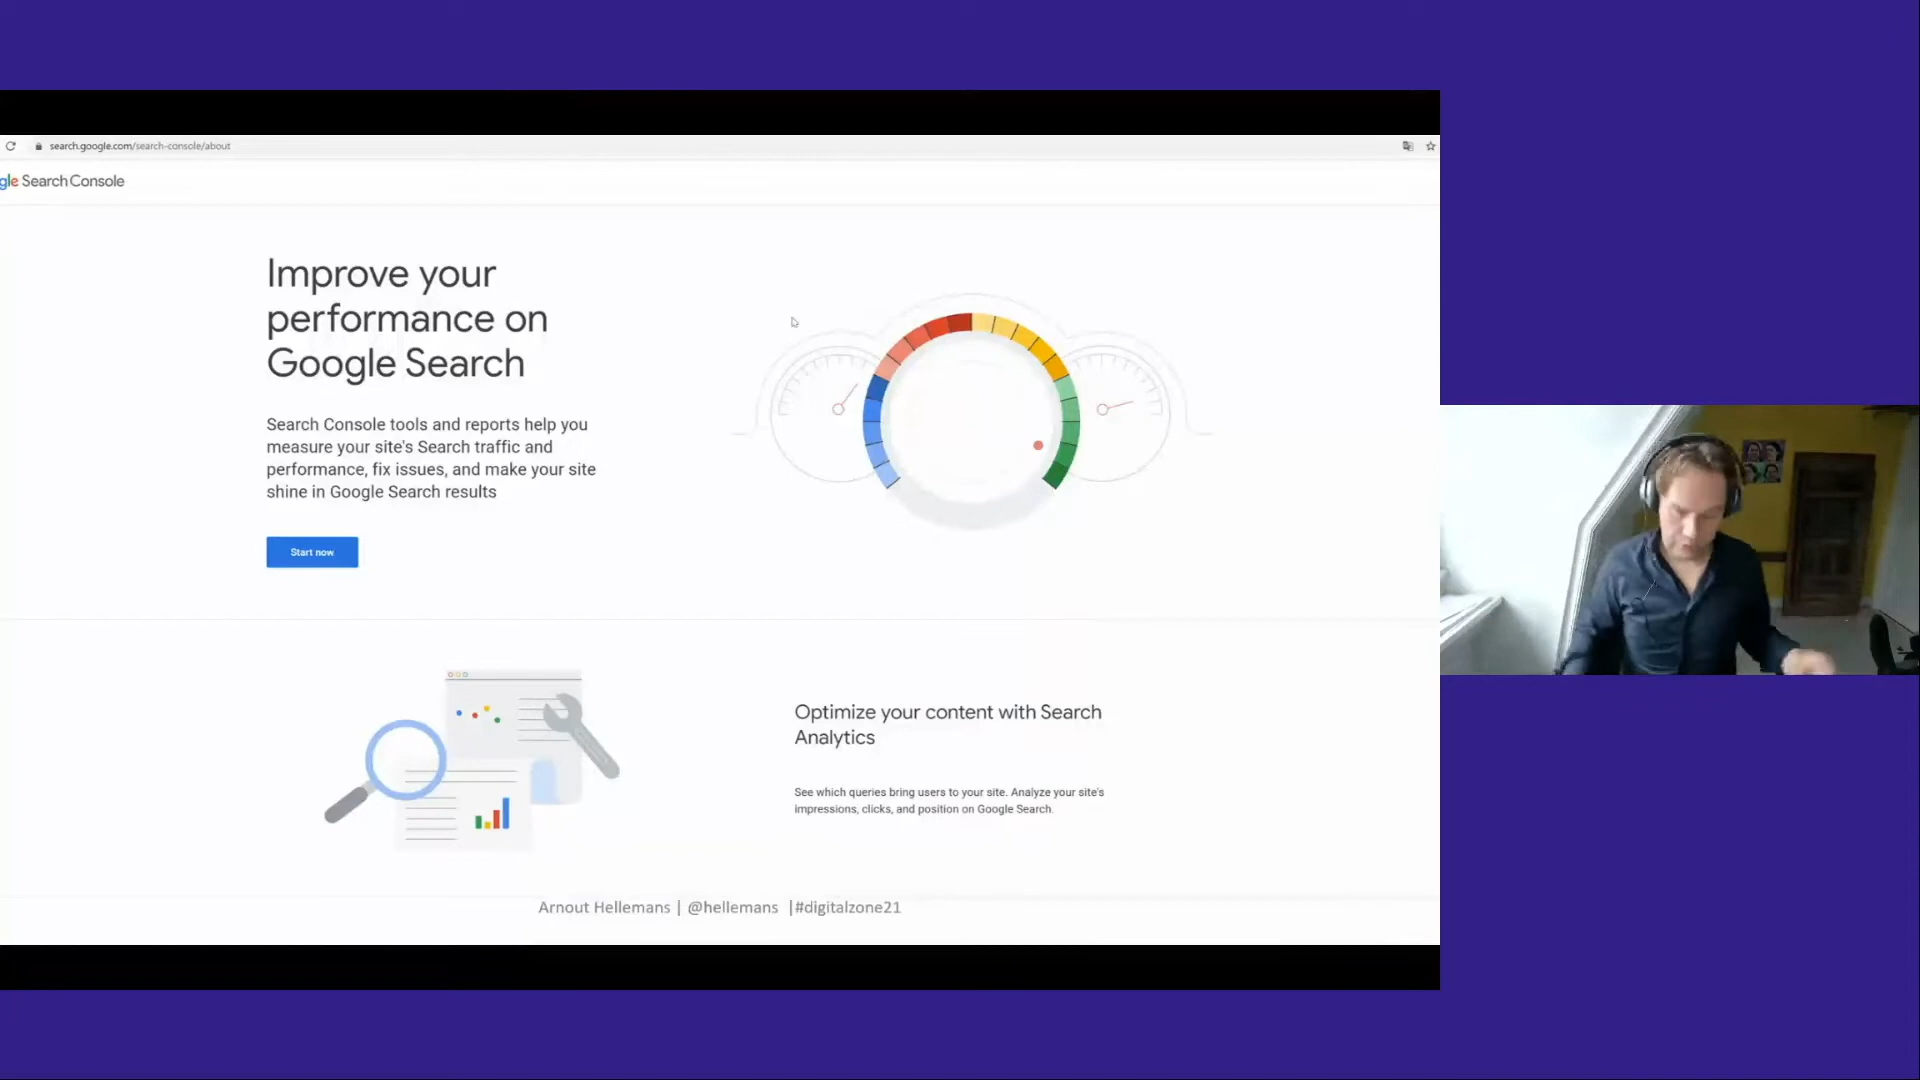 search.google.com/search-console/about
gle Search Console
Improve your
performance on
Google Search
Search Console tools and reports help you
measure your site's Search traffic and
performance, fix issues, and make your site
shine in Google Search results
Start now
Optimize your content with Search
Analytics
See which queries bring users to your site. Analyze your site's
impressions, clicks, and position on Google Search.
Arnout Hellemans | @hellemans |#digitalzone21